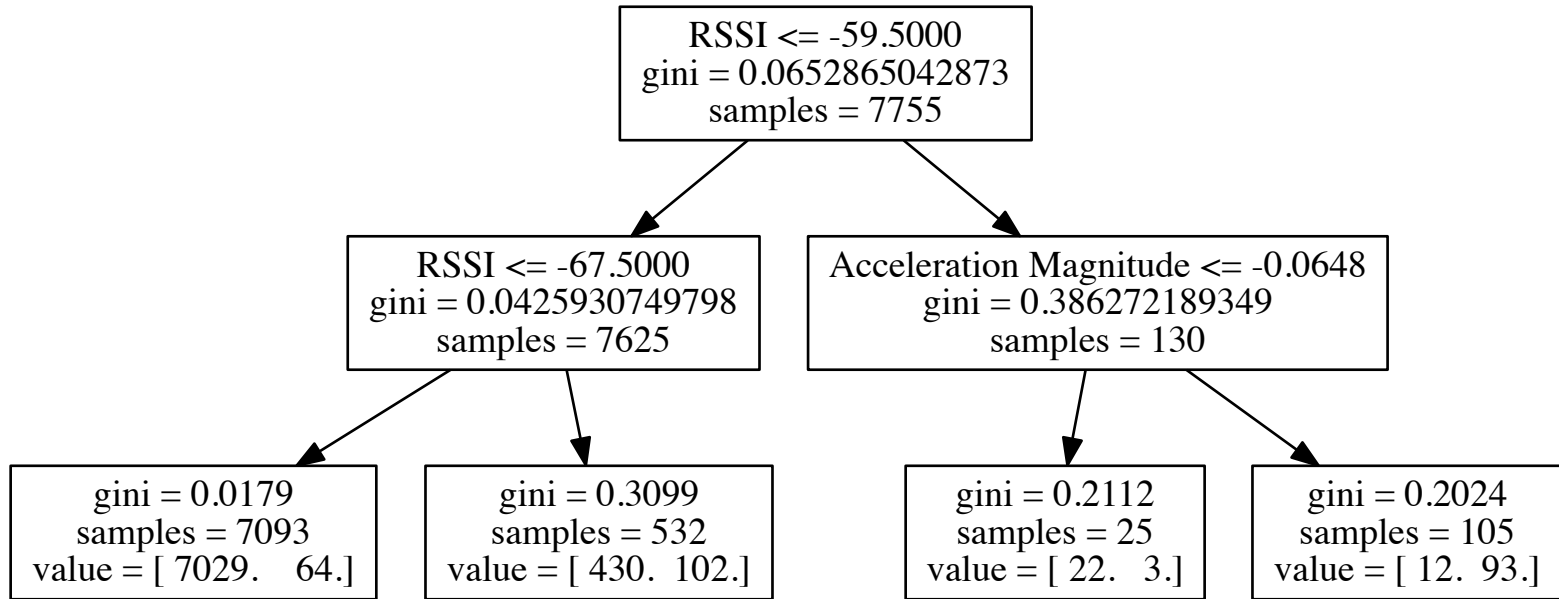 RSSI <= -59.5000
gini = 0.0652865042873
samples = 7755
RSSI <= -67.5000
gini = 0.0425930749798
samples = 7625
Acceleration Magnitude <= -0.0648
gini = 0.386272189349
samples = 130
gini = 0.0179
samples = 7093
value = [ 7029.    64.]
gini = 0.3099
samples = 532
value = [ 430.  102.]
gini = 0.2112
samples = 25
value = [ 22.   3.]
gini = 0.2024
samples = 105
value = [ 12.  93.]